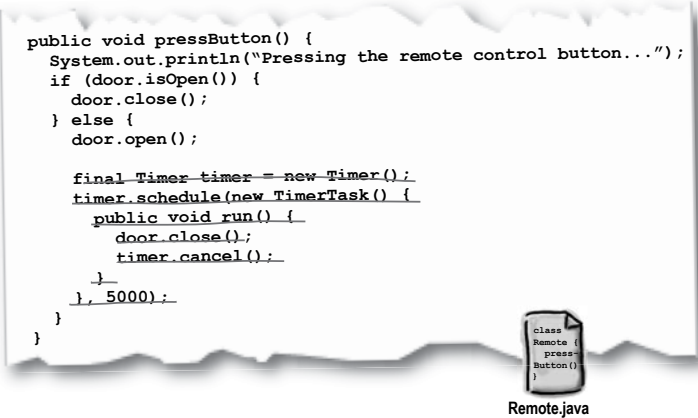 public void pressButton() {
  System.out.println(“Pressing the remote control button...”);
  if (door.isOpen()) {
    door.close();
  } else {
    door.open();

    final Timer timer = new Timer();
    timer.schedule(new TimerTask() {
      public void run() {
        door.close();
        timer.cancel();
      }
    }, 5000);
  }
}
class
Remote {
press-
Button()
}
Remote.java